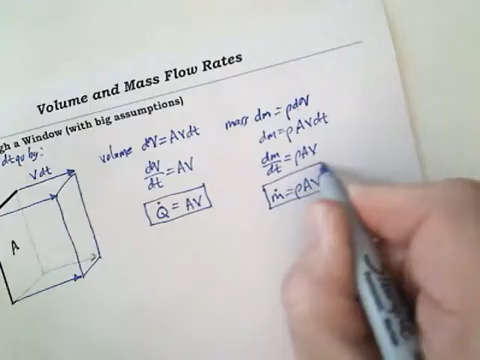 Volume and Mass Flow Rates
gh a Window (with big assumptions)
dt go by:
Vdt
A
volume dV = AVdt
dV/dt = AV
Q̇ = AV
mass dm = ρdV
dm = ρAVdt
dm/dt = ρAV
ṁ = ρAV
Sharpie